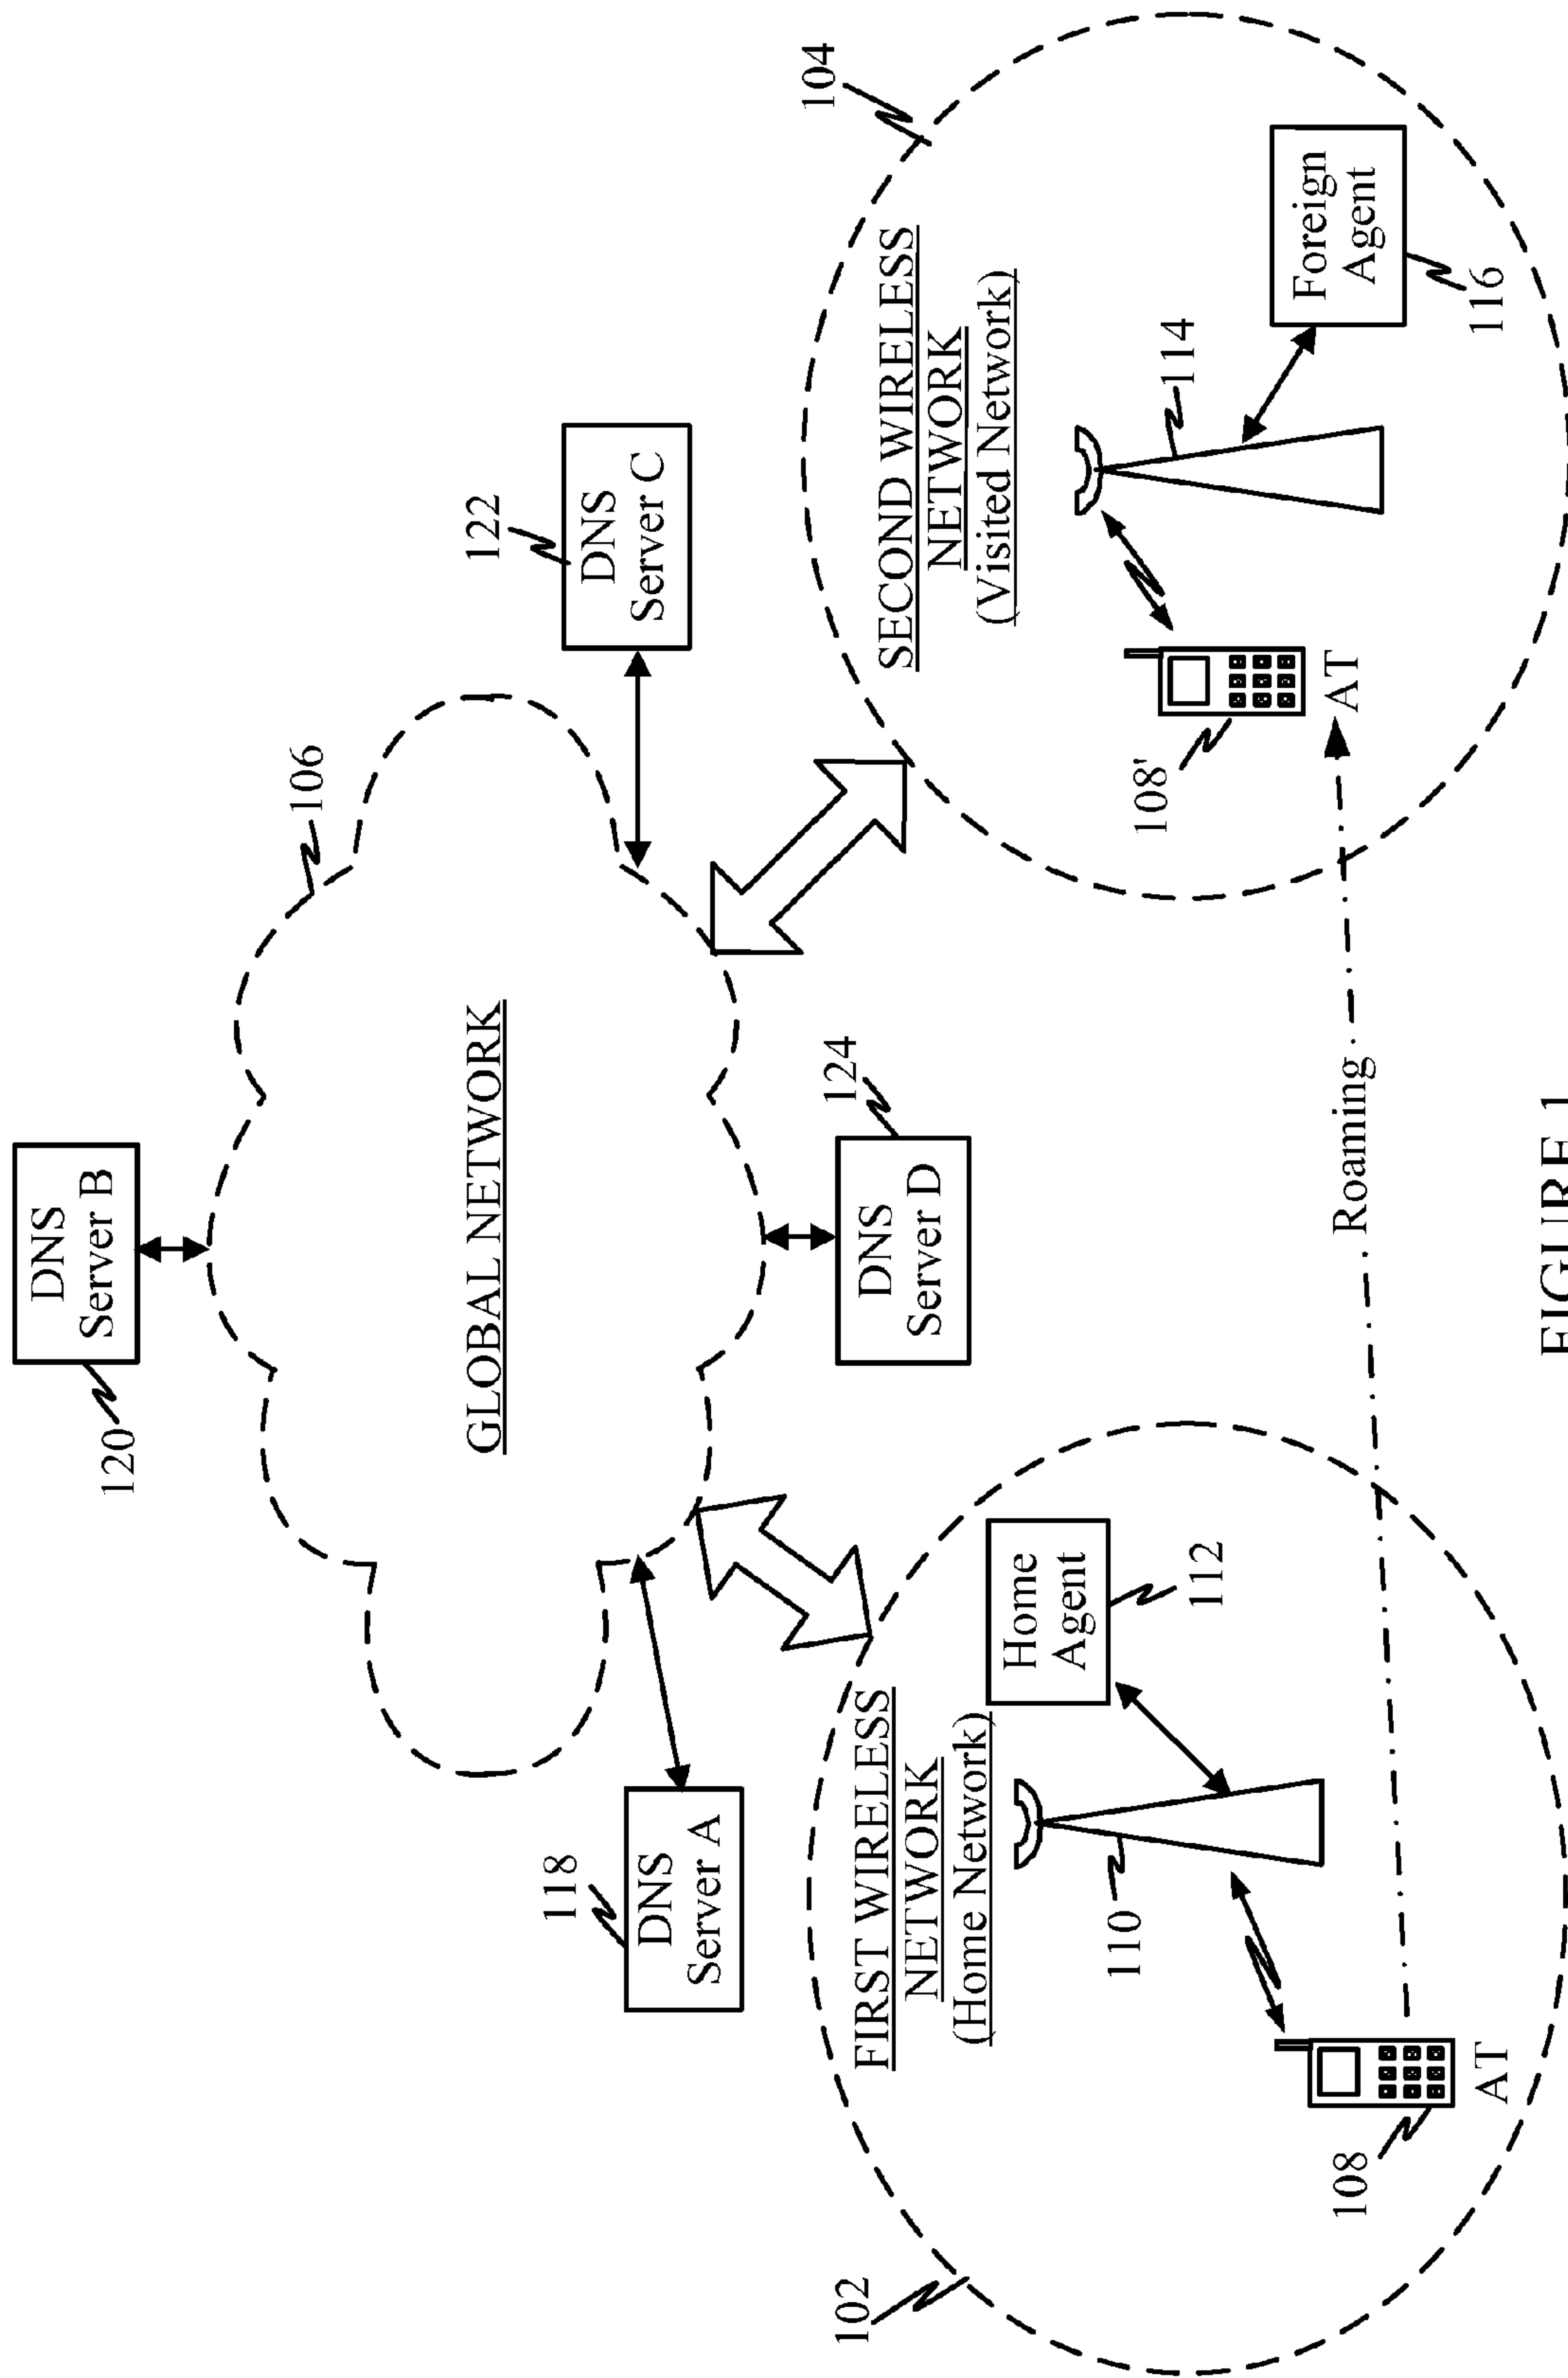 DNS
Server B
120
106
GLOBAL NETWORK
118
DNS
Server A
122
DNS
Server C
124
DNS
Server D
102
FIRST WIRELESS
NETWORK
(Home Network)
Home
Agent
112
110
108
AT
104
SECOND WIRELESS
NETWORK
(Visited Network)
114
Foreign
Agent
116
108'
AT
Roaming
FIGURE 1